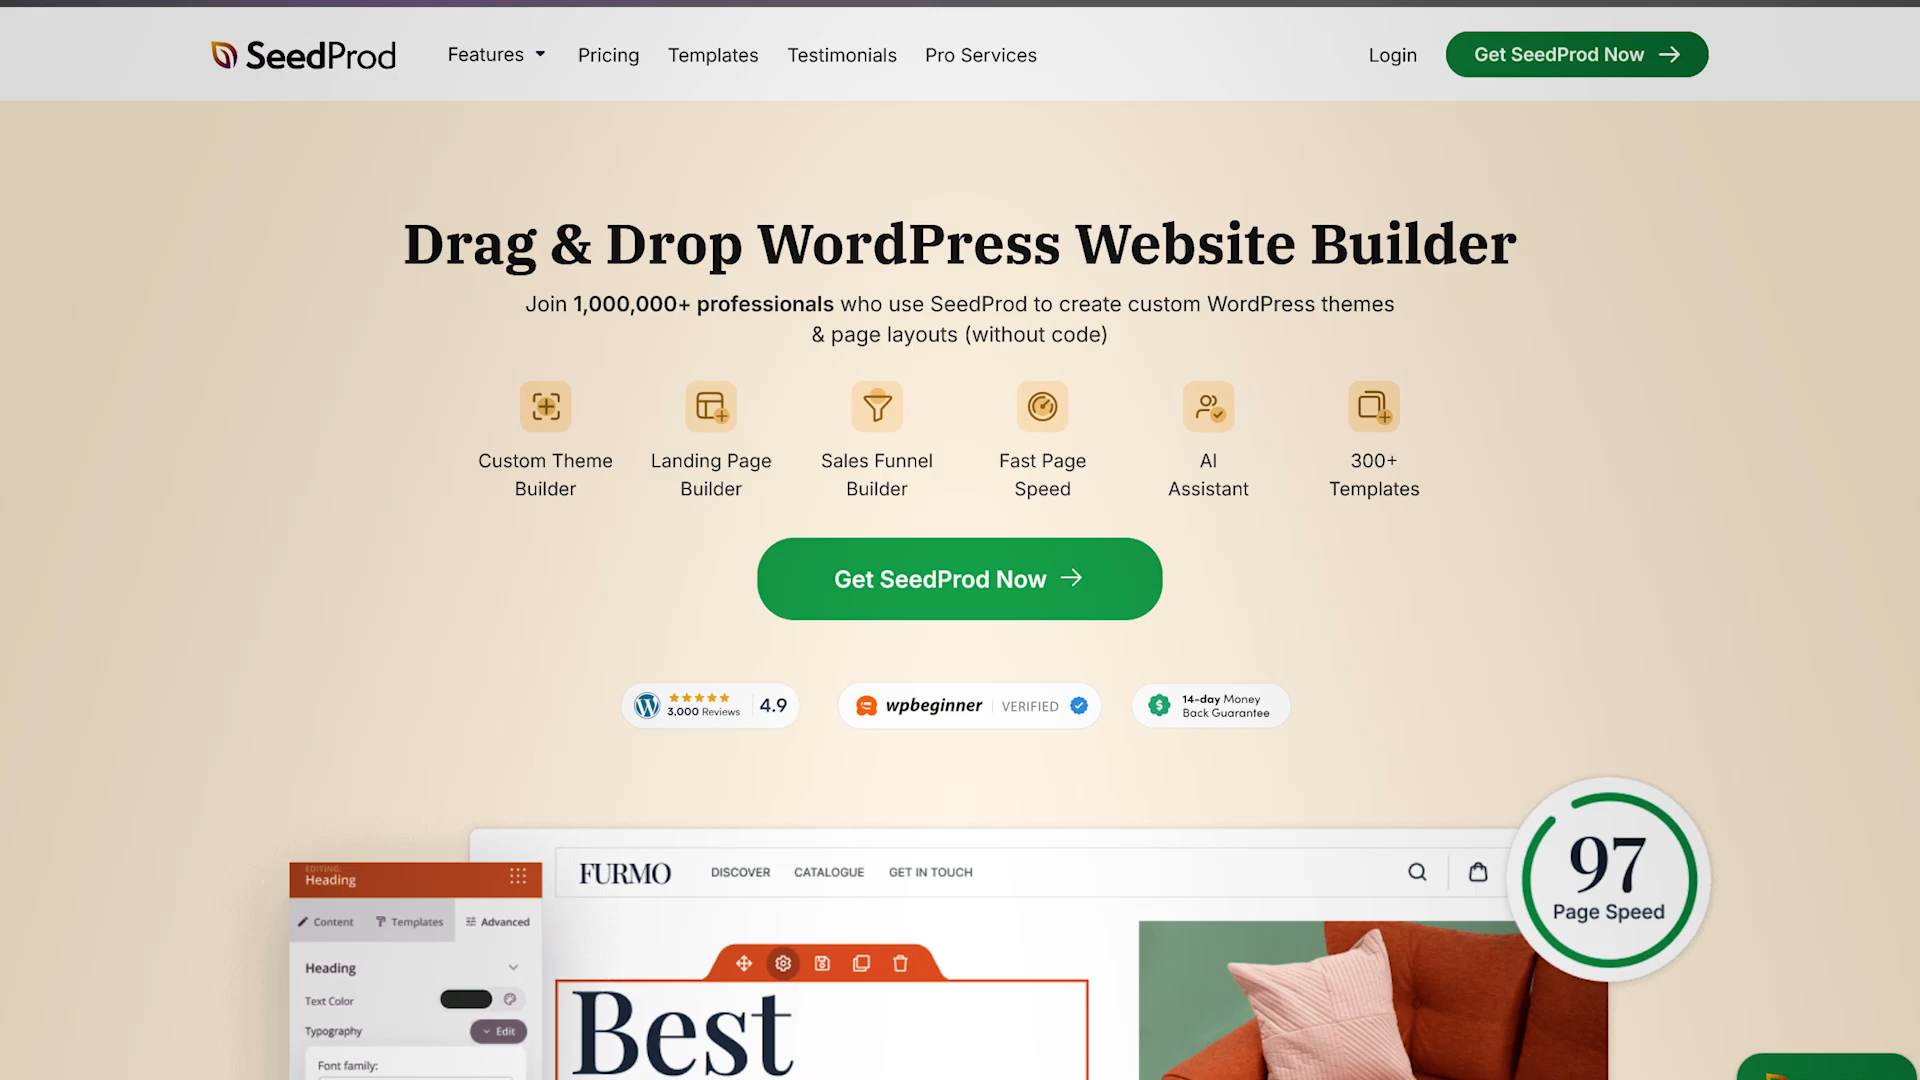 SeedProd
Features
Pricing
Templates
Testimonials
Pro Services
Login
Get SeedProd Now
Drag & Drop WordPress Website Builder
Join 1,000,000+ professionals who use SeedProd to create custom WordPress themes
& page layouts (without code)
Custom Theme
Builder
Landing Page
Builder
Sales Funnel
Builder
Fast Page
Speed
AI
Assistant
300+
Templates
Get SeedProd Now
3,000 Reviews
4.9
wpbeginner
VERIFIED
14-day Money
Back Guarantee
97
Page Speed
EDITING:
Heading
Content
Templates
Advanced
Heading
Text Color
Typography
Edit
Font family:
FURMO
DISCOVER
CATALOGUE
GET IN TOUCH
Best